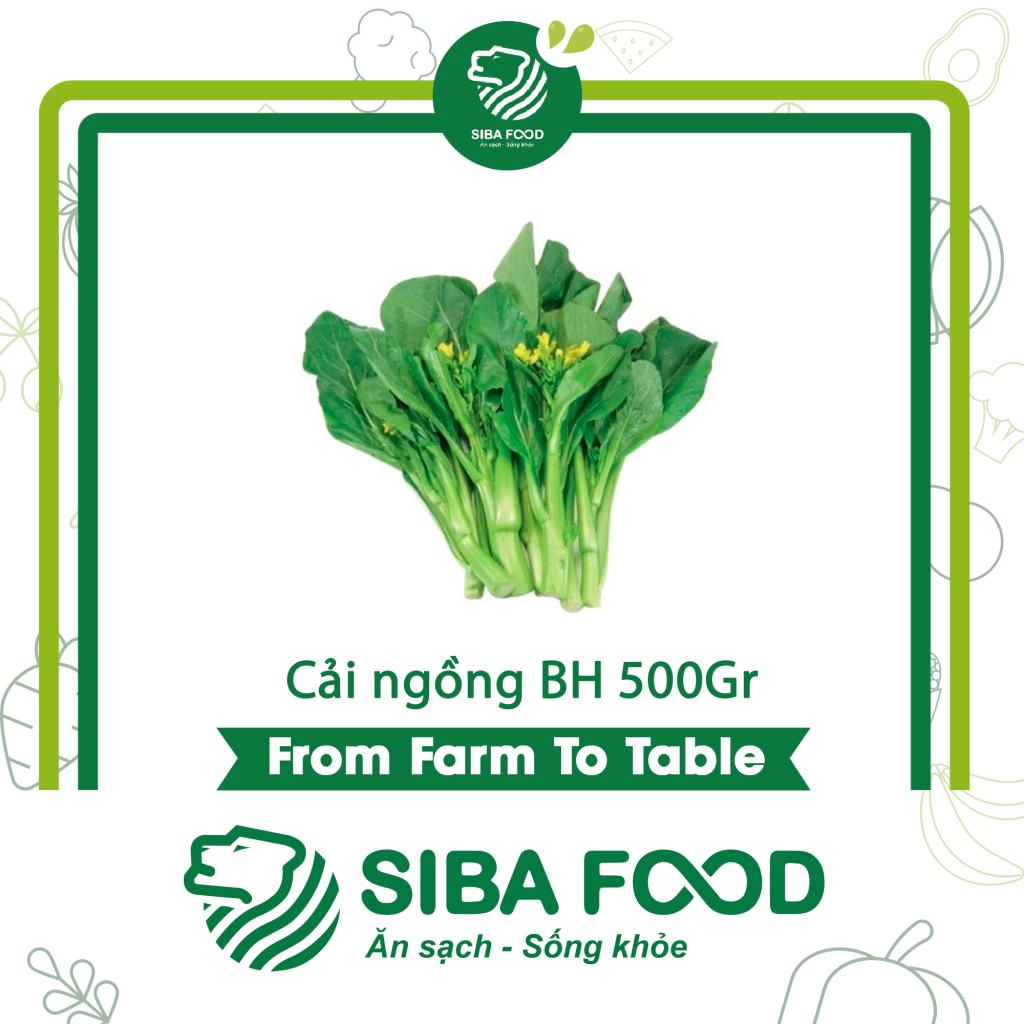 SIBA FOOD
Ăn sạch - Sống khỏe
Cải ngồng BH 500Gr
From Farm To Table
SIBA FOOD
Ăn sạch - Sống khỏe